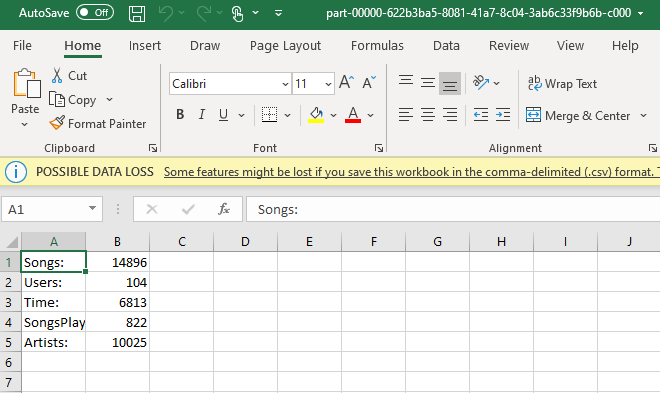 AutoSave Off part-00000-622b3ba5-8081-41a7-8c04-3ab6c33f9b6b-c000
File Home Insert Draw Page Layout Formulas Data Review View Help
Paste
Cut
Copy
Format Painter
Clipboard
Calibri 11 A A
B I U A
Font
ab Wrap Text
Merge & Center
Alignment
POSSIBLE DATA LOSS Some features might be lost if you save this workbook in the comma-delimited (.csv) format.
A1 fx Songs:
A B C D E F G H I J
1 Songs: 14896
2 Users: 104
3 Time: 6813
4 SongsPlay 822
5 Artists: 10025
6
7